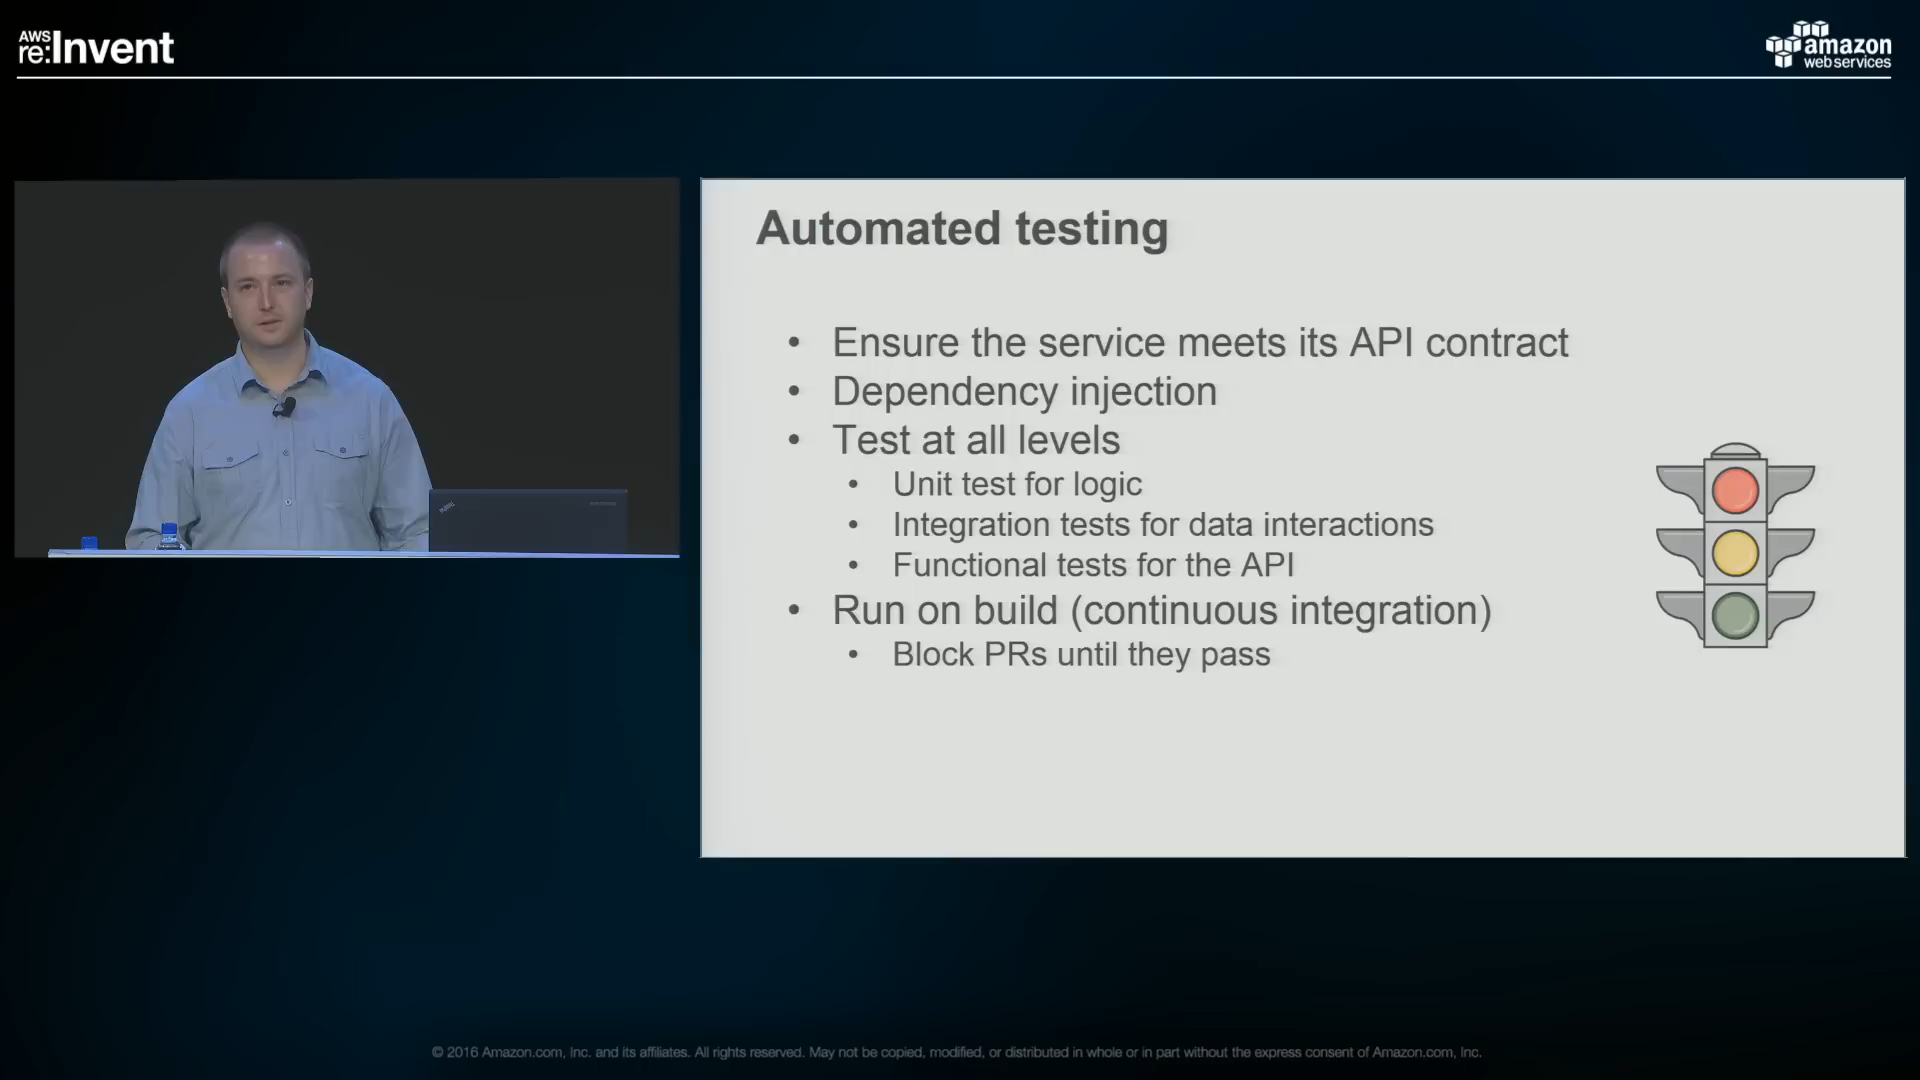 AWS
re:Invent
amazon
web services
Automated testing
• Ensure the service meets its API contract
• Dependency injection
• Test at all levels
• Unit test for logic
• Integration tests for data interactions
• Functional tests for the API
• Run on build (continuous integration)
• Block PRs until they pass
© 2016 Amazon.com, Inc. and its affiliates. All rights reserved. May not be copied, modified, or distributed in whole or in part without the express consent of Amazon.com, Inc.